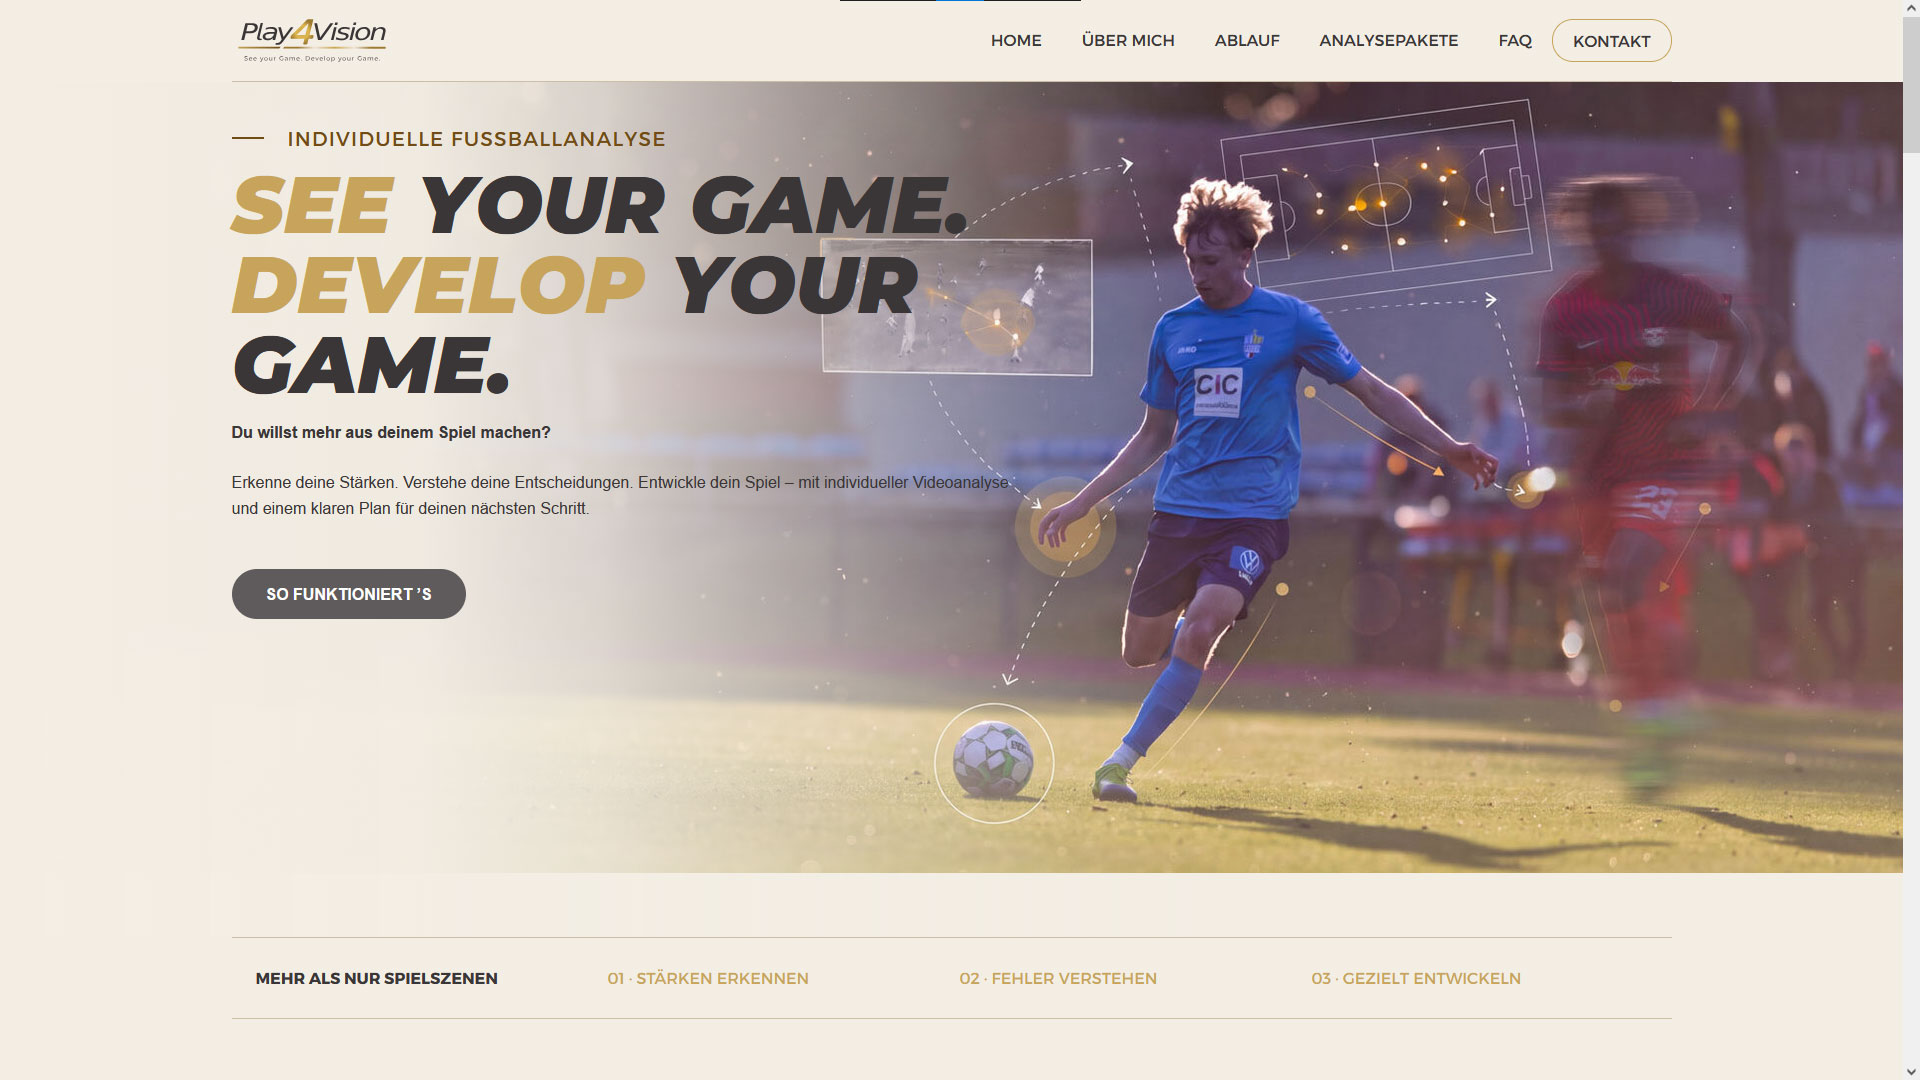 Play4Vision
See your Game. Develop your Game.
HOME
ÜBER MICH
ABLAUF
ANALYSEPAKETE
FAQ
KONTAKT
INDIVIDUELLE FUSSBALLANALYSE
SEE YOUR GAME.
DEVELOP YOUR
GAME.
Du willst mehr aus deinem Spiel machen?
Erkenne deine Stärken. Verstehe deine Entscheidungen. Entwickle dein Spiel – mit individueller Videoanalyse
und einem klaren Plan für deinen nächsten Schritt.
SO FUNKTIONIERT ’S
JAKO
CIC
Red Bull
MEHR ALS NUR SPIELSZENEN
01 · STÄRKEN ERKENNEN
02 · FEHLER VERSTEHEN
03 · GEZIELT ENTWICKELN